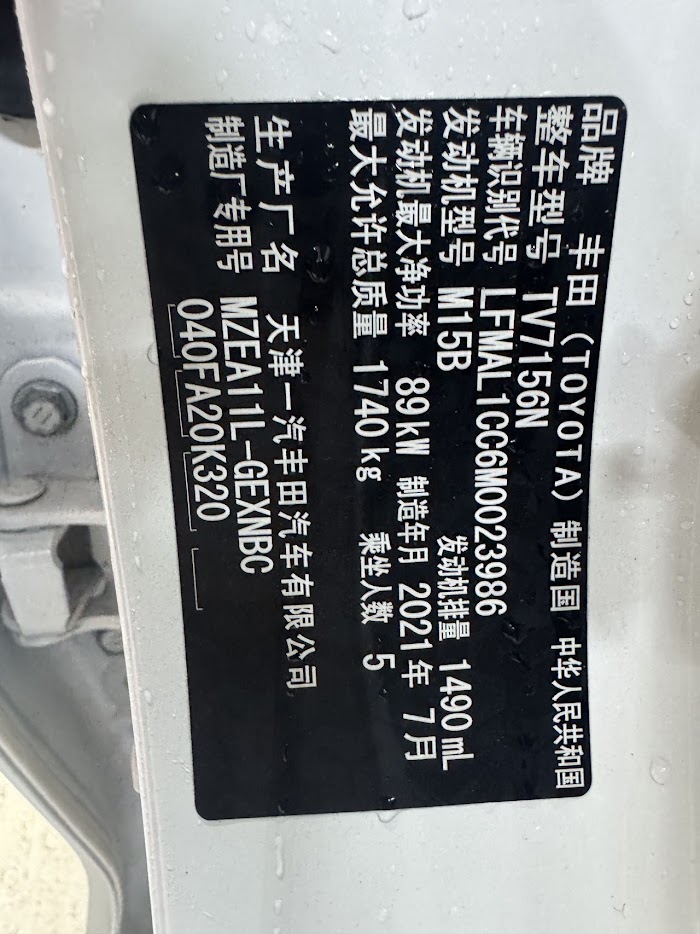 品牌 丰田（TOYOTA） 制造国 中华人民共和国
整车型号 TV7156N
车辆识别代号 LFMAL1CC6M0023986
发动机型号 M15B 发动机排量 1490 mL
发动机最大净功率 89 kW 制造年月 2021年 7月
最大允许总质量 1740 kg 乘坐人数 5
生产厂名 天津一汽丰田汽车有限公司
制造厂专用号 MZEA11L-GEXNBC
040FA20K320